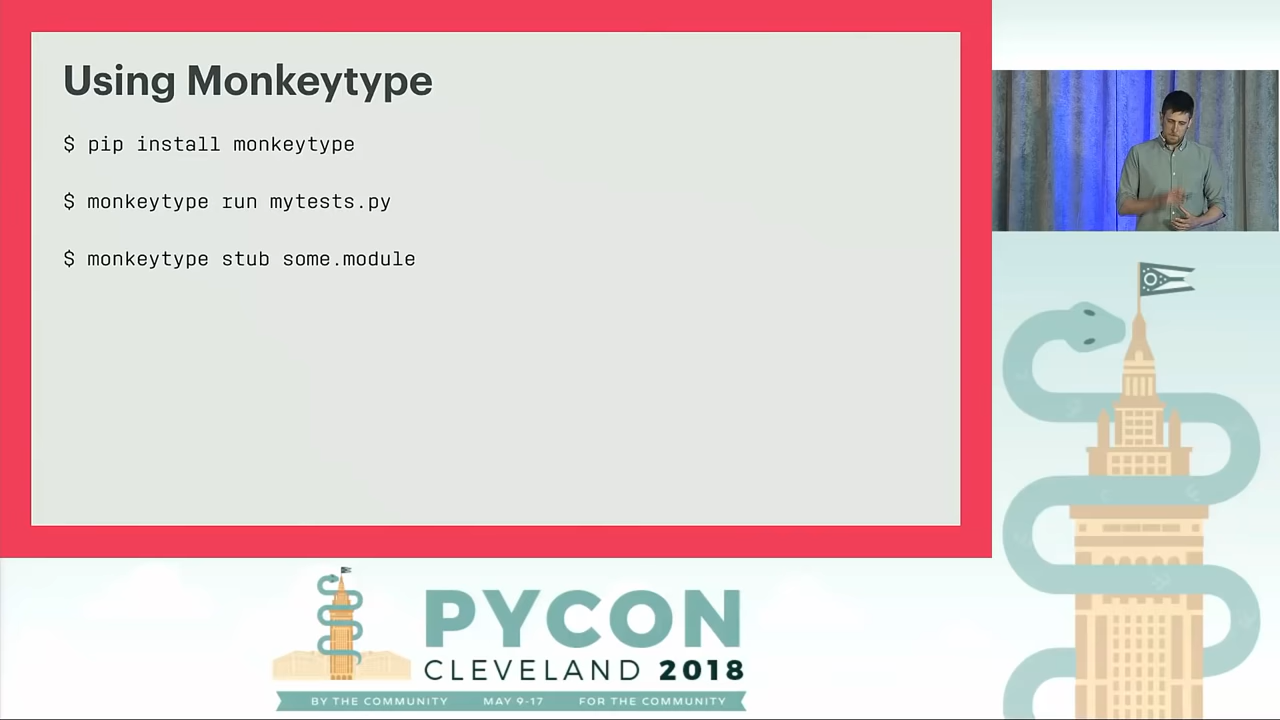 Using Monkeytype
$ pip install monkeytype
$ monkeytype run mytests.py
$ monkeytype stub some.module
PYCON
CLEVELAND 2018
BY THE COMMUNITY MAY 9-17 FOR THE COMMUNITY